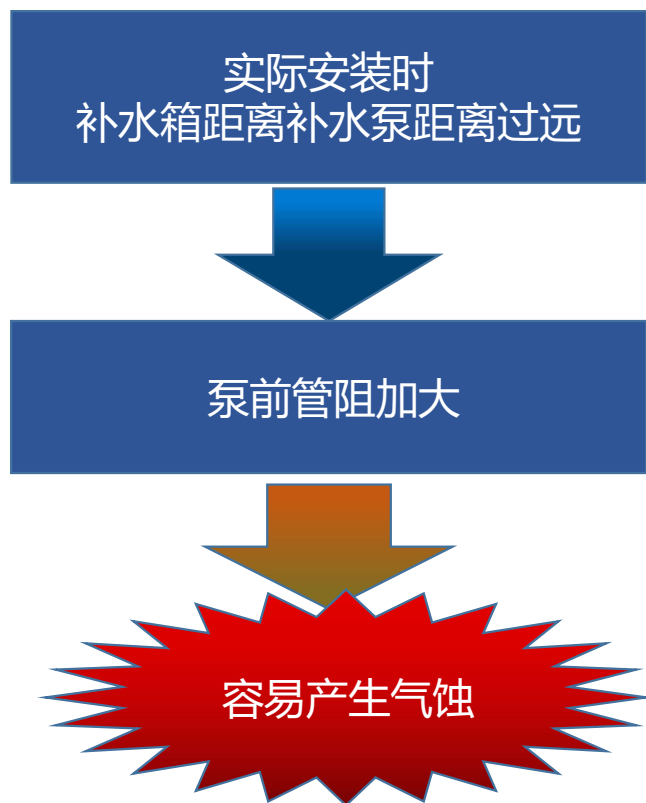 实际安装时
补水箱距离补水泵距离过远
泵前管阻加大
容易产生气蚀